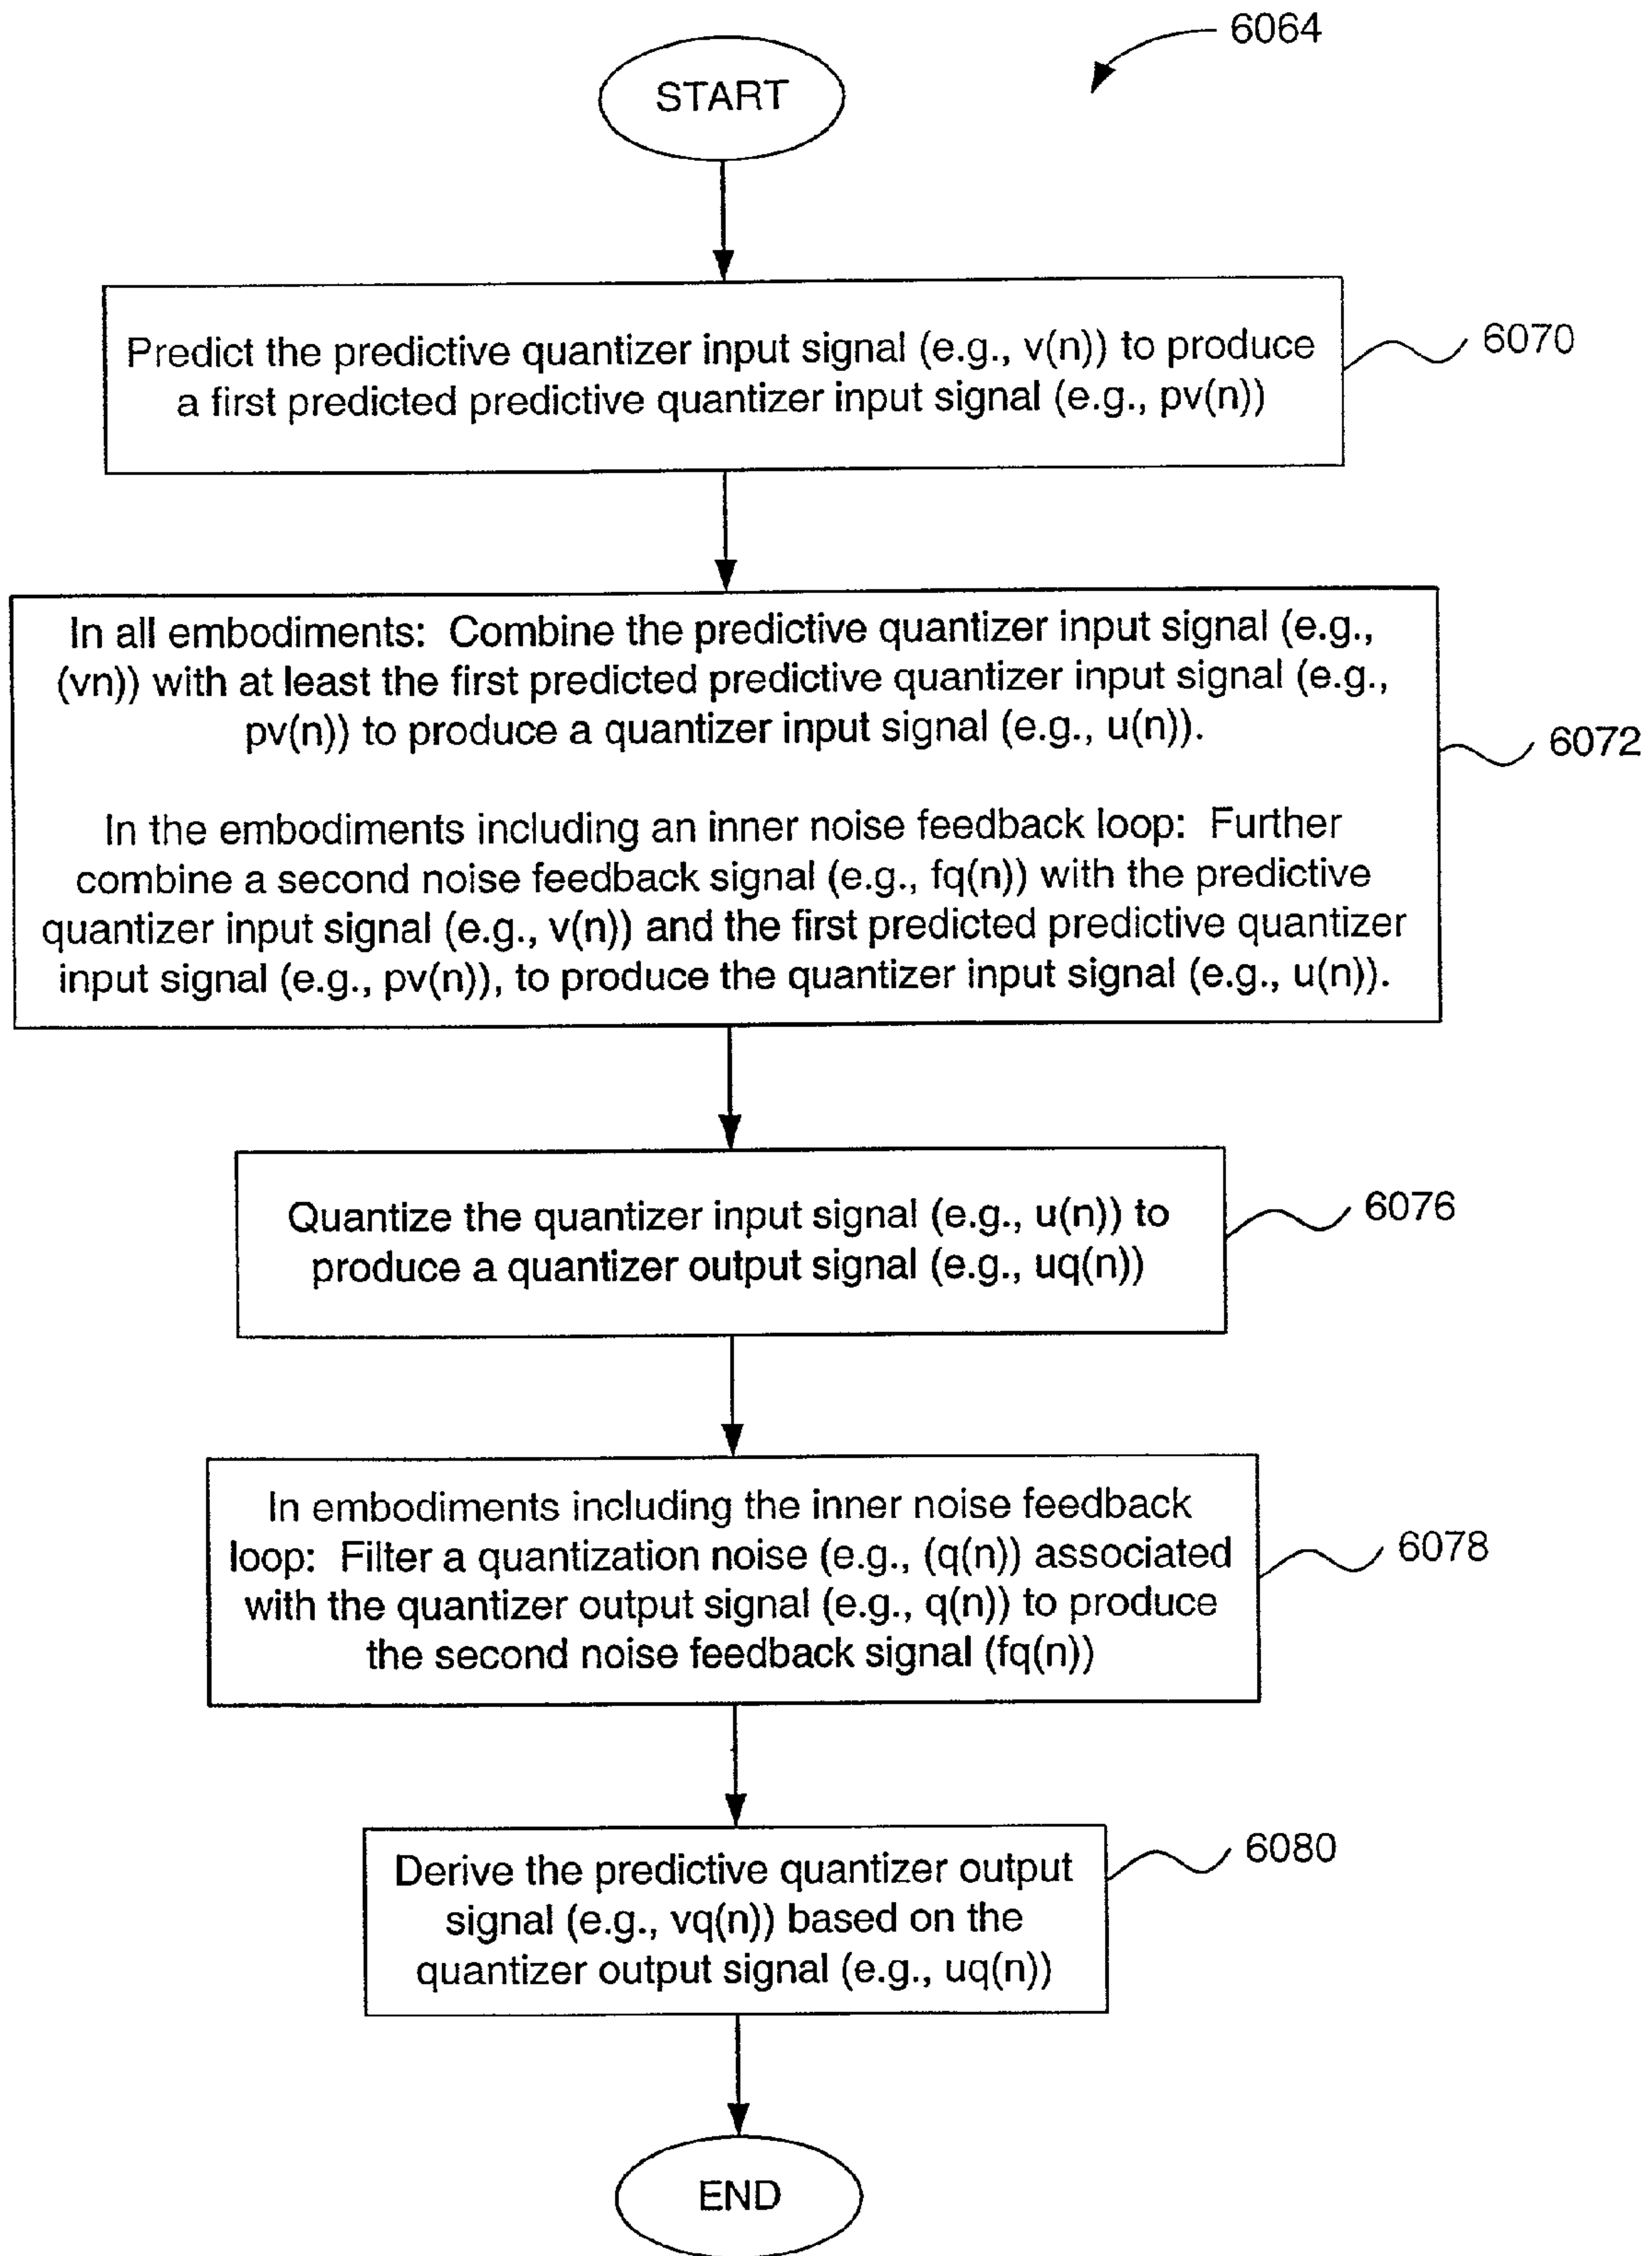 6064
START
Predict the predictive quantizer input signal (e.g., v(n)) to produce
a first predicted predictive quantizer input signal (e.g., pv(n))
6070
In all embodiments: Combine the predictive quantizer input signal (e.g.,
(vn)) with at least the first predicted predictive quantizer input signal (e.g.,
pv(n)) to produce a quantizer input signal (e.g., u(n)).
In the embodiments including an inner noise feedback loop: Further
combine a second noise feedback signal (e.g., fq(n)) with the predictive
quantizer input signal (e.g., v(n)) and the first predicted predictive quantizer
input signal (e.g., pv(n)), to produce the quantizer input signal (e.g., u(n)).
6072
Quantize the quantizer input signal (e.g., u(n)) to
produce a quantizer output signal (e.g., uq(n))
6076
In embodiments including the inner noise feedback
loop: Filter a quantization noise (e.g., (q(n)) associated
with the quantizer output signal (e.g., q(n)) to produce
the second noise feedback signal (fq(n))
6078
Derive the predictive quantizer output
signal (e.g., vq(n)) based on the
quantizer output signal (e.g., uq(n))
6080
END